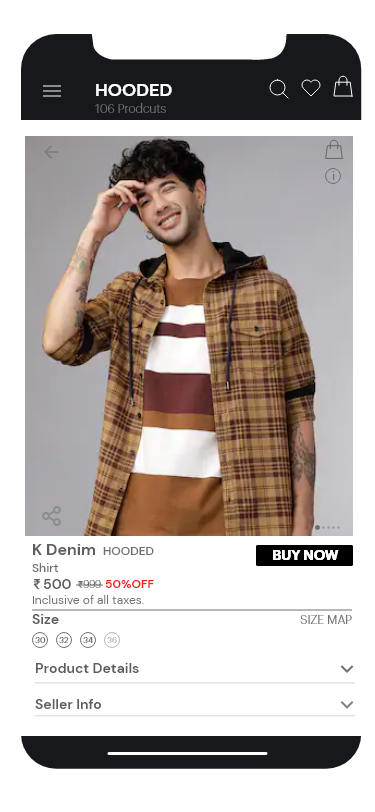 HOODED
106 Prodcuts
K Denim HOODED
Shirt
₹ 500 ₹999 50%OFF
BUY NOW
Inclusive of all taxes.
Size
SIZE MAP
30 32 34 36
Product Details
Seller Info